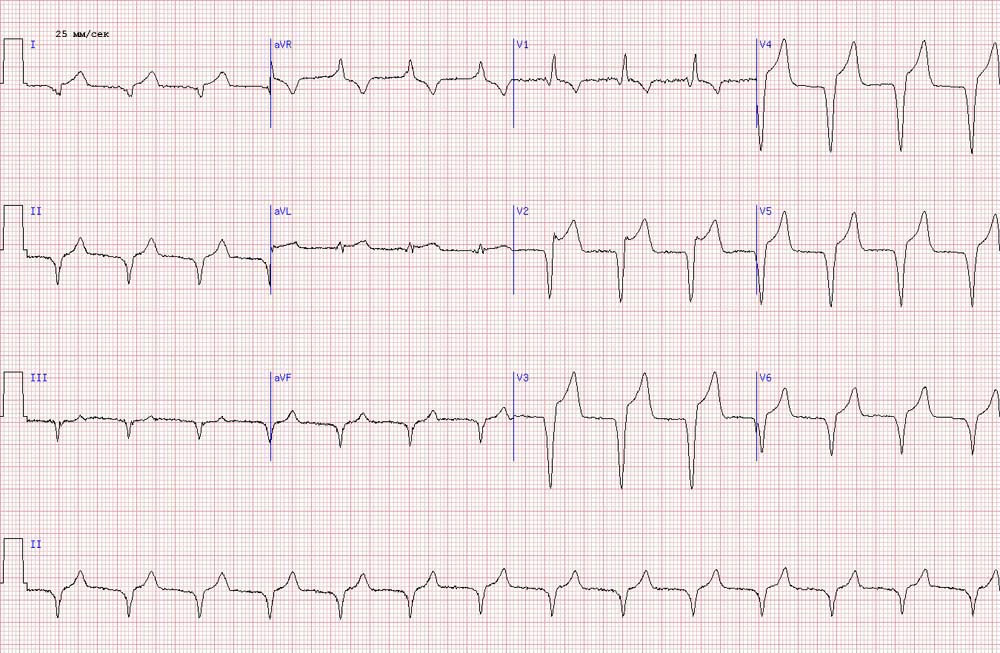 25 мм/сек
I aVR V1 V4
II aVL V2 V5
III aVF V3 V6
II